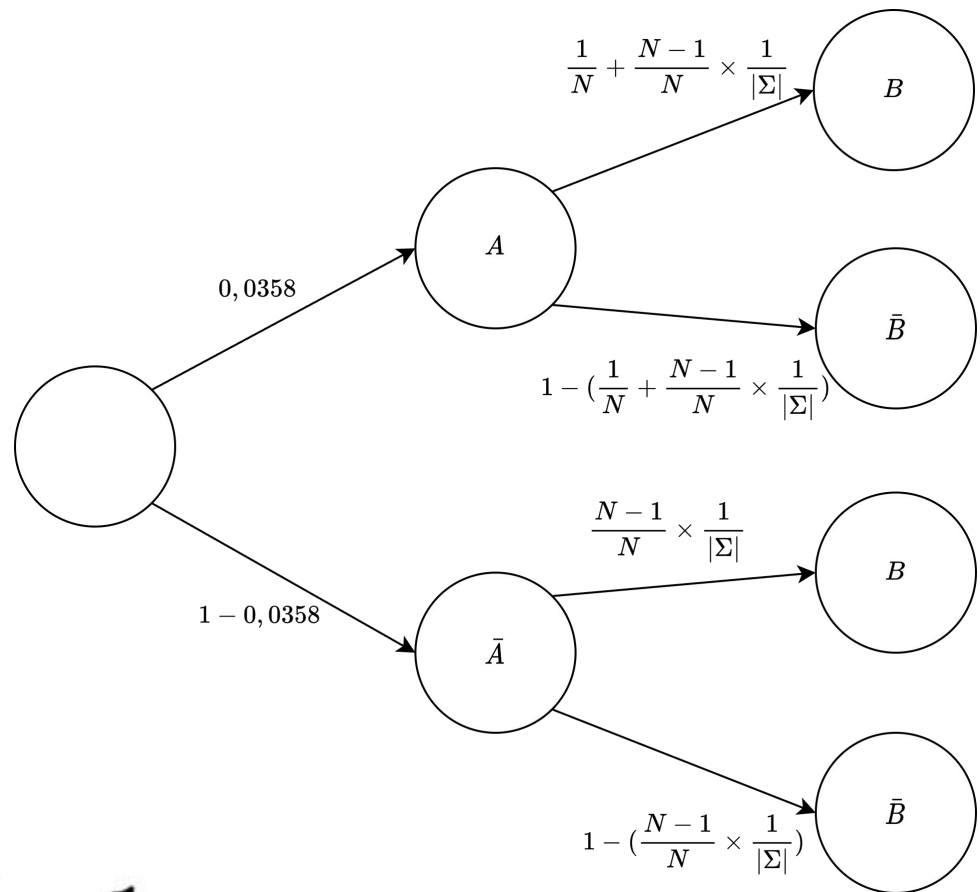 1/N + (N − 1)/N × 1/|Σ|
B
A
0,0358
B̄
1 − (1/N + (N − 1)/N × 1/|Σ|)
(N − 1)/N × 1/|Σ|
B
1 − 0,0358
Ā
B̄
1 − ((N − 1)/N × 1/|Σ|)